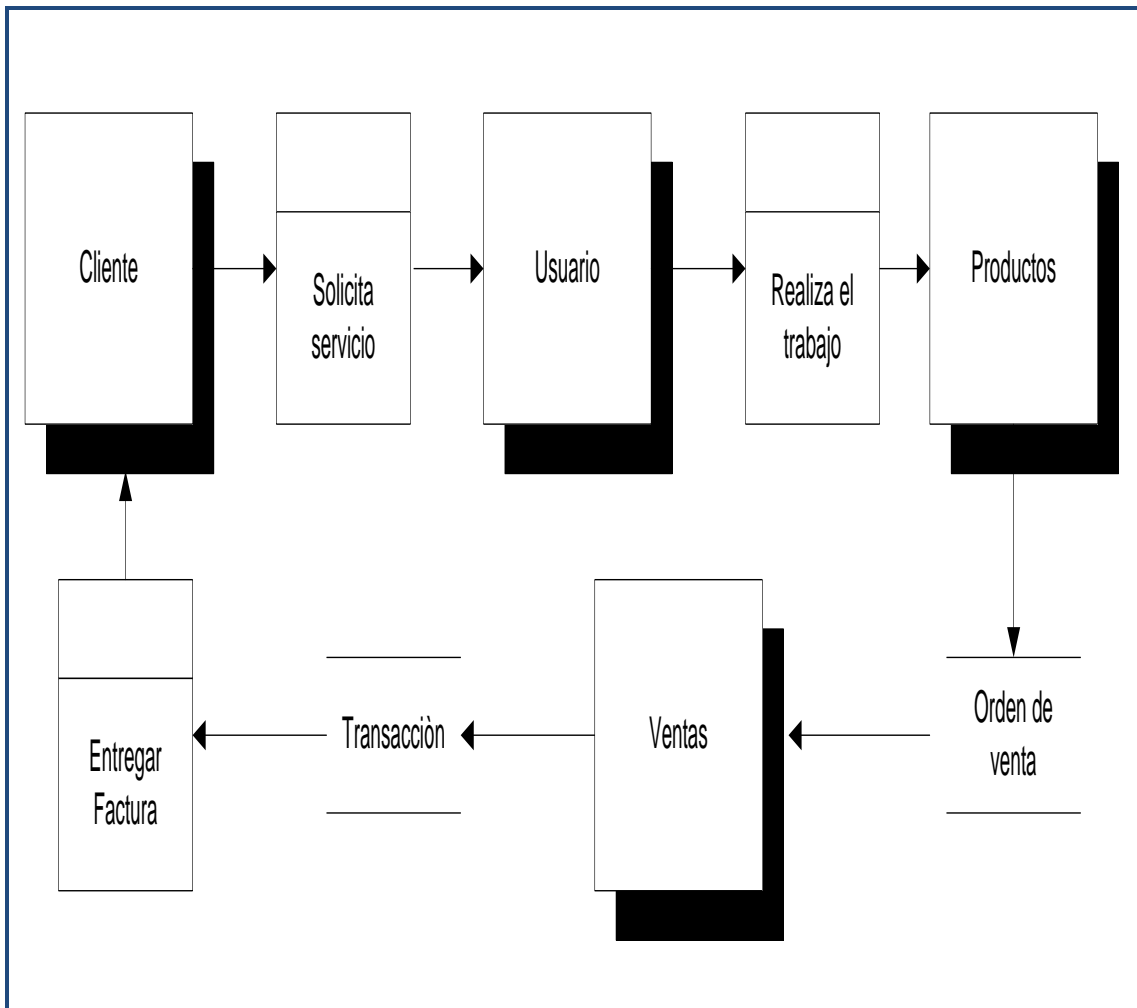 Cliente
Solicita
servicio
Usuario
Realiza el
trabajo
Productos
Entregar
Factura
Transacciòn
Ventas
Orden de
venta